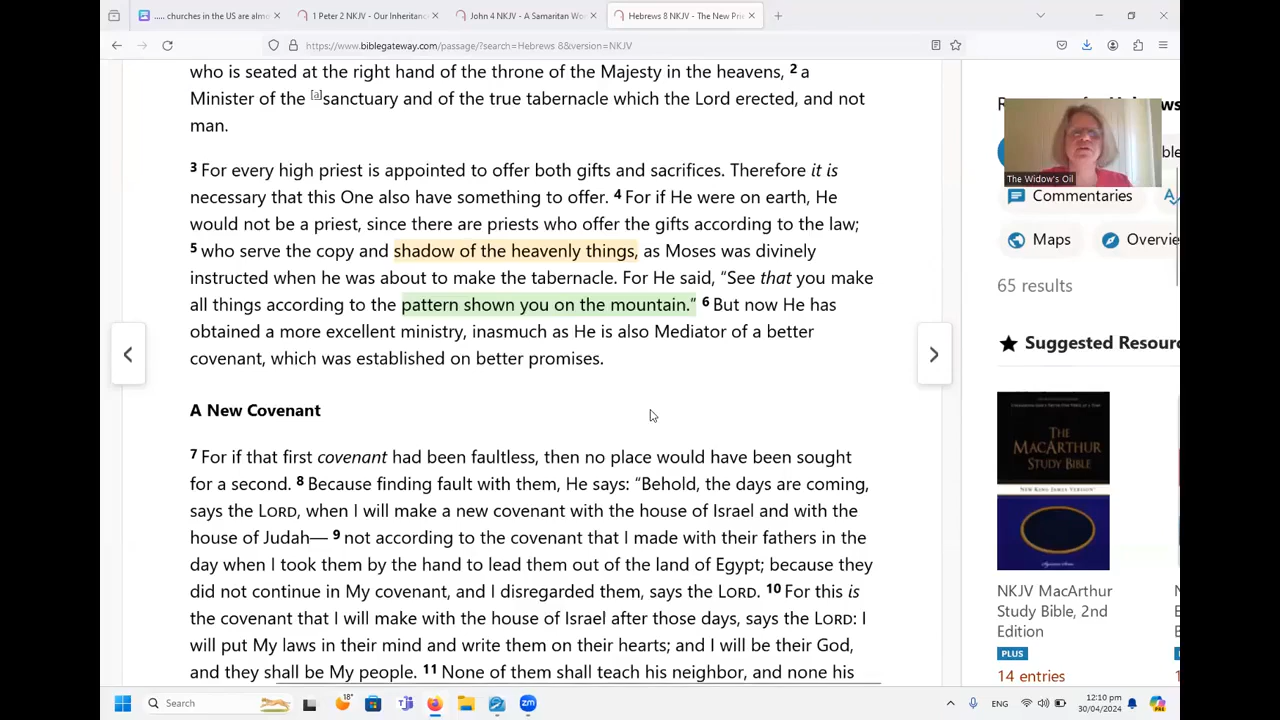 ..... churches in the US are almo
1 Peter 2 NKJV - Our Inheritanc
John 4 NKJV - A Samaritan Wo
Hebrews 8 NKJV - The New Prie
https://www.biblegateway.com/passage/?search=Hebrews 8&version=NKJV
who is seated at the right hand of the throne of the Majesty in the heavens, 2 a
Minister of the [a]sanctuary and of the true tabernacle which the Lord erected, and not
man.
3 For every high priest is appointed to offer both gifts and sacrifices. Therefore it is
necessary that this One also have something to offer. 4 For if He were on earth, He
would not be a priest, since there are priests who offer the gifts according to the law;
5 who serve the copy and shadow of the heavenly things, as Moses was divinely
instructed when he was about to make the tabernacle. For He said, “See that you make
all things according to the pattern shown you on the mountain.” 6 But now He has
obtained a more excellent ministry, inasmuch as He is also Mediator of a better
covenant, which was established on better promises.
A New Covenant
7 For if that first covenant had been faultless, then no place would have been sought
for a second. 8 Because finding fault with them, He says: “Behold, the days are coming,
says the LORD, when I will make a new covenant with the house of Israel and with the
house of Judah— 9 not according to the covenant that I made with their fathers in the
day when I took them by the hand to lead them out of the land of Egypt; because they
did not continue in My covenant, and I disregarded them, says the LORD. 10 For this is
the covenant that I will make with the house of Israel after those days, says the LORD: I
will put My laws in their mind and write them on their hearts; and I will be their God,
and they shall be My people. 11 None of them shall teach his neighbor, and none his
The Widow's Oil
Commentaries
Maps
Overvie
65 results
Suggested Resourc
THE
MACARTHUR
STUDY BIBLE
NEW KING JAMES VERSION
NKJV MacArthur
Study Bible, 2nd
Edition
PLUS
14 entries
Search
18°
ENG
12:10 pm
30/04/2024